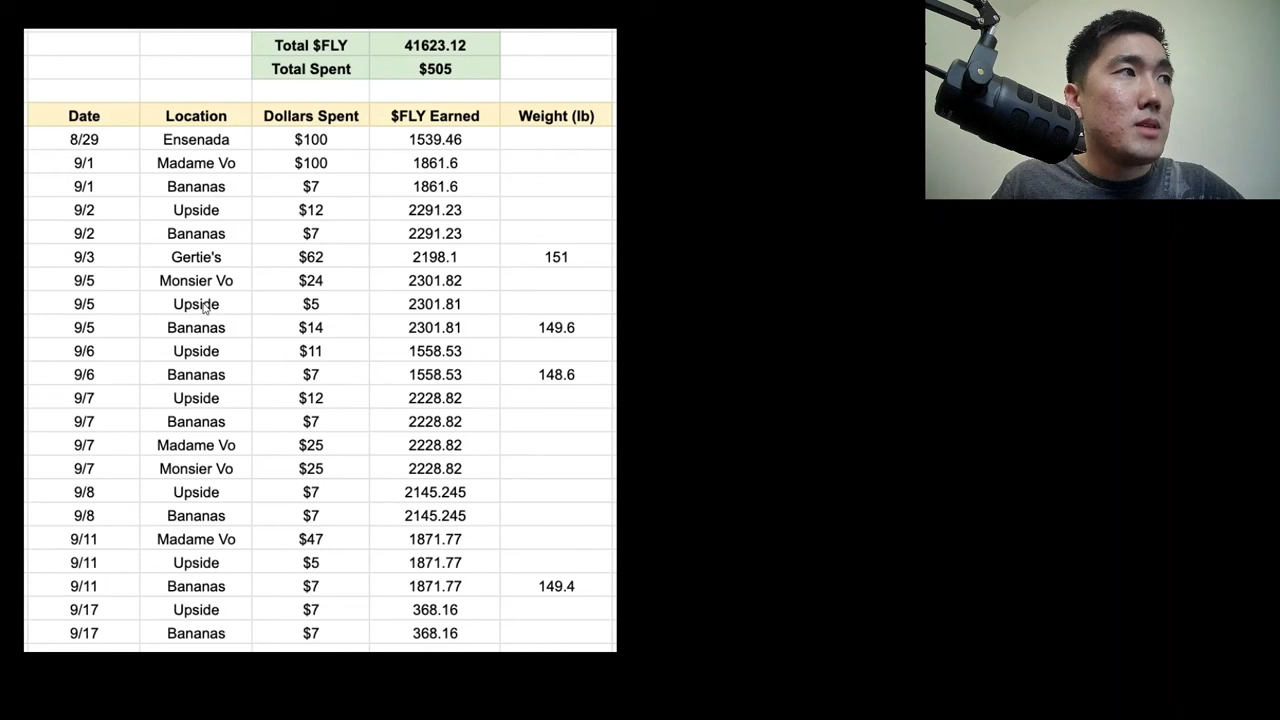 Total $FLY 41623.12
Total Spent $505
Date Location Dollars Spent $FLY Earned Weight (lb)
8/29 Ensenada $100 1539.46
9/1 Madame Vo $100 1861.6
9/1 Bananas $7 1861.6
9/2 Upside $12 2291.23
9/2 Bananas $7 2291.23
9/3 Gertie's $62 2198.1 151
9/5 Monsier Vo $24 2301.82
9/5 Upside $5 2301.81
9/5 Bananas $14 2301.81 149.6
9/6 Upside $11 1558.53
9/6 Bananas $7 1558.53 148.6
9/7 Upside $12 2228.82
9/7 Bananas $7 2228.82
9/7 Madame Vo $25 2228.82
9/7 Monsier Vo $25 2228.82
9/8 Upside $7 2145.245
9/8 Bananas $7 2145.245
9/11 Madame Vo $47 1871.77
9/11 Upside $5 1871.77
9/11 Bananas $7 1871.77 149.4
9/17 Upside $7 368.16
9/17 Bananas $7 368.16